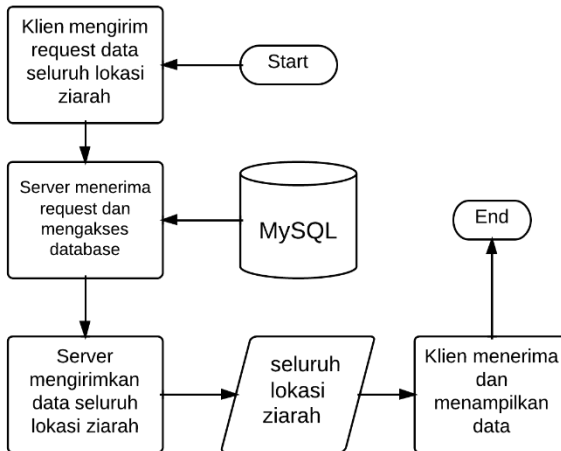 Start
Klien mengirim
request data
seluruh lokasi
ziarah
Server menerima
request dan
mengakses
database
MySQL
Server
mengirimkan
data seluruh
lokasi ziarah
seluruh
lokasi
ziarah
Klien menerima
dan
menampilkan
data
End